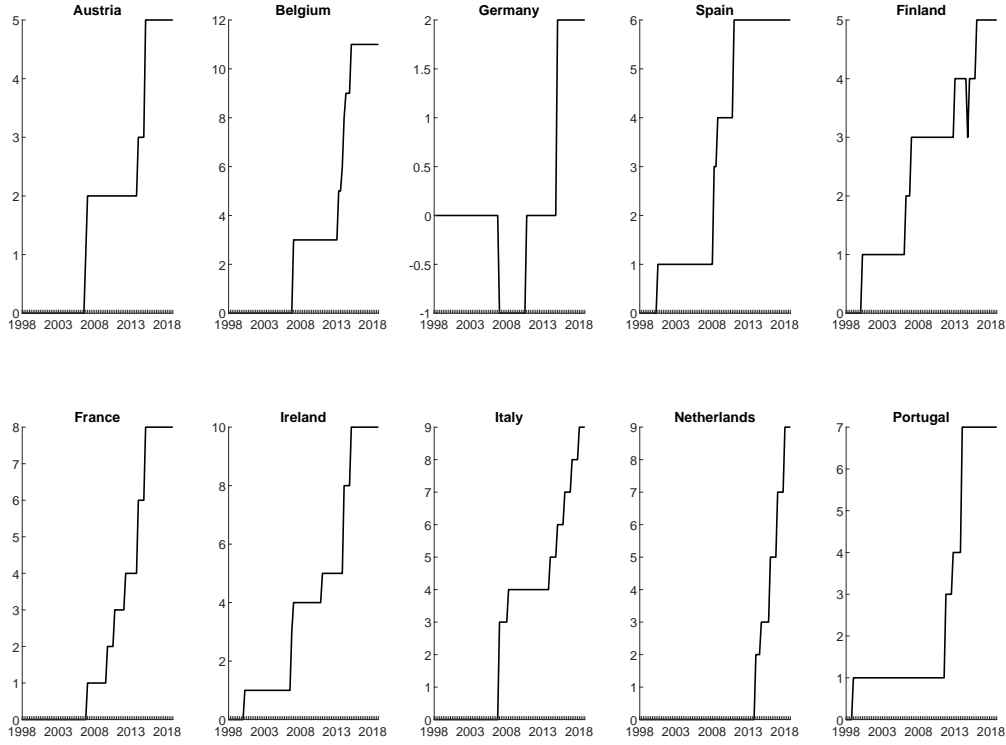 Austria Belgium Germany Spain Finland
5 12 2 6 5
10 1.5 5 4
4 8 1 4 3
3 6 0.5 3 2
2 4 0 2 1
1 2 -0.5 1 0
0 0 -1 0
1998 2003 2008 2013 2018 1998 2003 2008 2013 2018 1998 2003 2008 2013 2018 1998 2003 2008 2013 2018 1998 2003 2008 2013 2018
France Ireland Italy Netherlands Portugal
8 10 9 9 7
7 8 8 8 6
6 6 7 7 5
5 4 6 6 4
4 2 5 5 3
3 0 4 4 2
2 3 3 1
1 2 2 0
0 1 1
0 0
1998 2003 2008 2013 2018 1998 2003 2008 2013 2018 1998 2003 2008 2013 2018 1998 2003 2008 2013 2018 1998 2003 2008 2013 2018